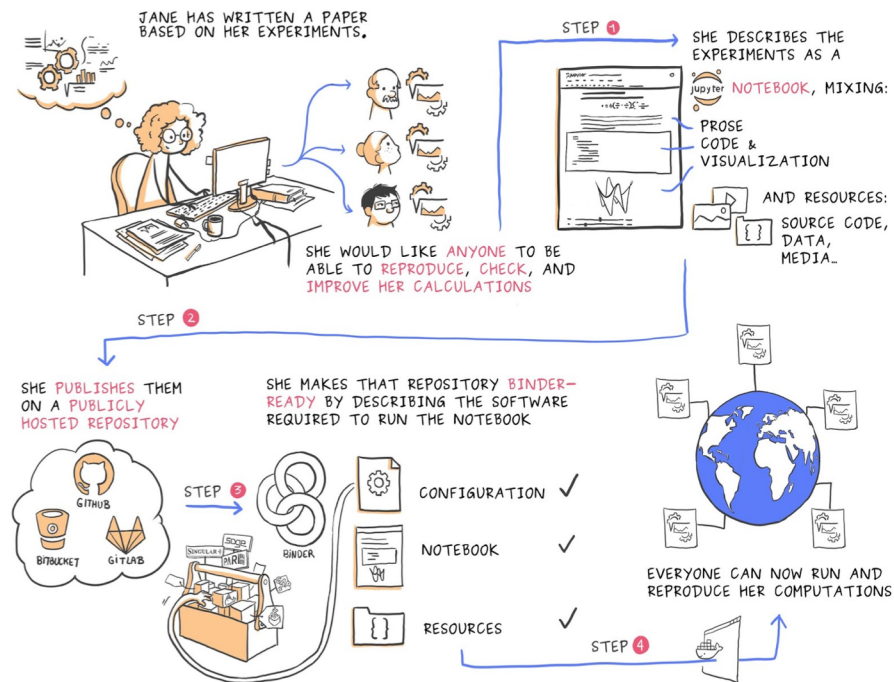 JANE HAS WRITTEN A PAPER
BASED ON HER EXPERIMENTS.
SHE WOULD LIKE ANYONE TO BE
ABLE TO REPRODUCE, CHECK, AND
IMPROVE HER CALCULATIONS
STEP 1
SHE DESCRIBES THE
EXPERIMENTS AS A
jupyter NOTEBOOK, MIXING:
PROSE
CODE &
VISUALIZATION
AND RESOURCES:
SOURCE CODE,
DATA,
MEDIA...
STEP 2
SHE PUBLISHES THEM
ON A PUBLICLY
HOSTED REPOSITORY
GITHUB
BITBUCKET
GITLAB
STEP 3
SHE MAKES THAT REPOSITORY BINDER-
READY BY DESCRIBING THE SOFTWARE
REQUIRED TO RUN THE NOTEBOOK
BINDER
SINGULAR
CONFIGURATION
NOTEBOOK
RESOURCES
STEP 4
EVERYONE CAN NOW RUN AND
REPRODUCE HER COMPUTATIONS